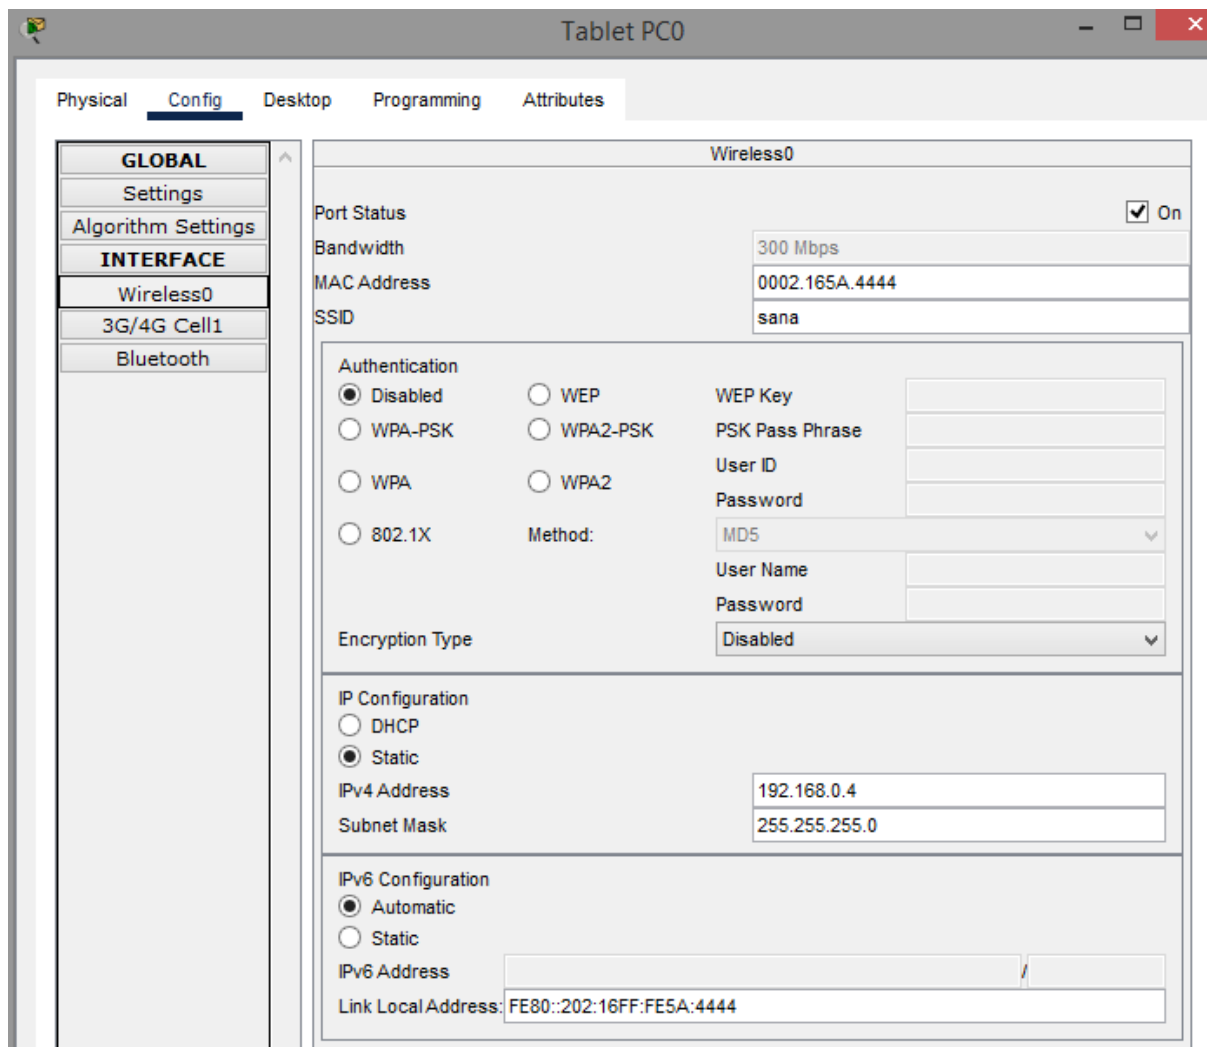 Tablet PC0
Physical Config Desktop Programming Attributes
GLOBAL
Settings
Algorithm Settings
INTERFACE
Wireless0
3G/4G Cell1
Bluetooth
Wireless0
Port Status On
Bandwidth 300 Mbps
MAC Address 0002.165A.4444
SSID sana
Authentication
Disabled WEP WEP Key
WPA-PSK WPA2-PSK PSK Pass Phrase
User ID
WPA WPA2
Password
802.1X Method: MD5
User Name
Password
Encryption Type Disabled
IP Configuration
DHCP
Static
IPv4 Address 192.168.0.4
Subnet Mask 255.255.255.0
IPv6 Configuration
Automatic
Static
IPv6 Address /
Link Local Address: FE80::202:16FF:FE5A:4444